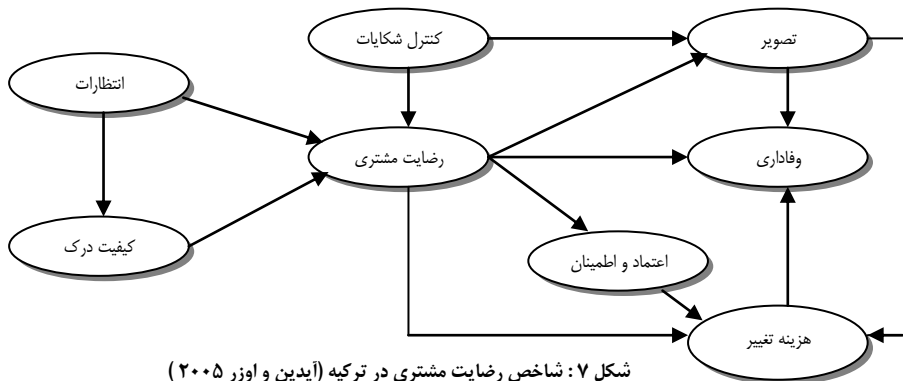 کنترل شکایات
تصویر
انتظارات
رضایت مشتری
وفاداری
کیفیت درک
اعتماد و اطمینان
هزینه تغییر
شکل ۷ : شاخص رضایت مشتری در ترکیه (آیدین و اوزر ۲۰۰۵ )